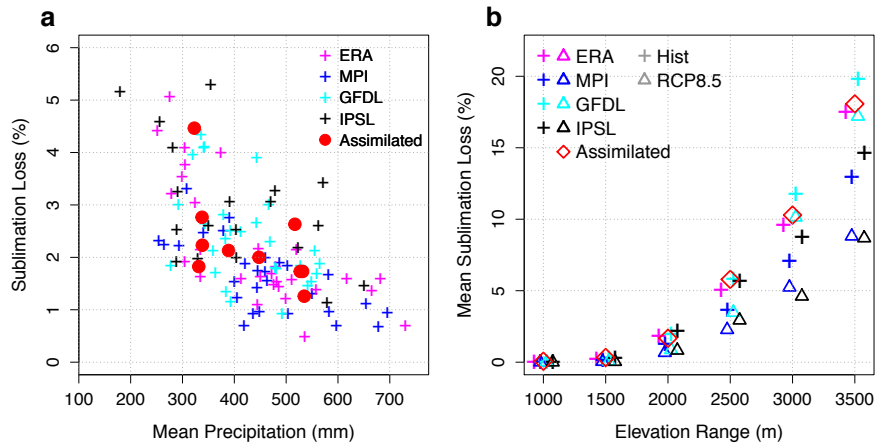 a
Sublimation Loss (%)
6
5
4
3
2
1
0
ERA
MPI
GFDL
IPSL
Assimilated
100 200 300 400 500 600 700
Mean Precipitation (mm)
b
Mean Sublimation Loss (%)
20
15
10
5
0
ERA
MPI
GFDL
IPSL
Assimilated
Hist
RCP8.5
1000 1500 2000 2500 3000 3500
Elevation Range (m)